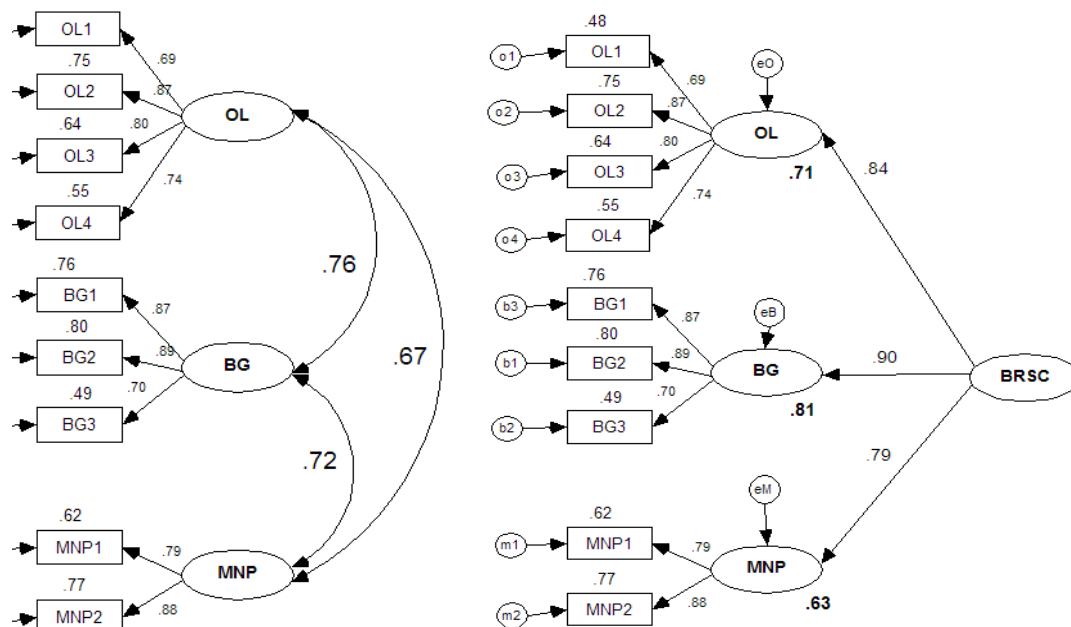 OL1
.69
.75
OL2
.87
OL
.64
.80
OL3
.55
.74
OL4
.76
.76
BG1
.87
.80
BG2
.89
BG
.67
.49
.70
BG3
.72
.62
MNP1
.79
MNP
.77
MNP2
.88
.48
o1
OL1
eO
.69
.75
o2
OL2
.87
OL
.64
.80
o3
OL3
.71
.84
.55
.74
o4
OL4
.76
b3
BG1
eB
.87
.80
.90
b1
BG2
.89
BG
BRSC
.49
.70
.81
b2
BG3
.79
eM
.62
m1
MNP1
.79
MNP
.77
m2
MNP2
.88
.63